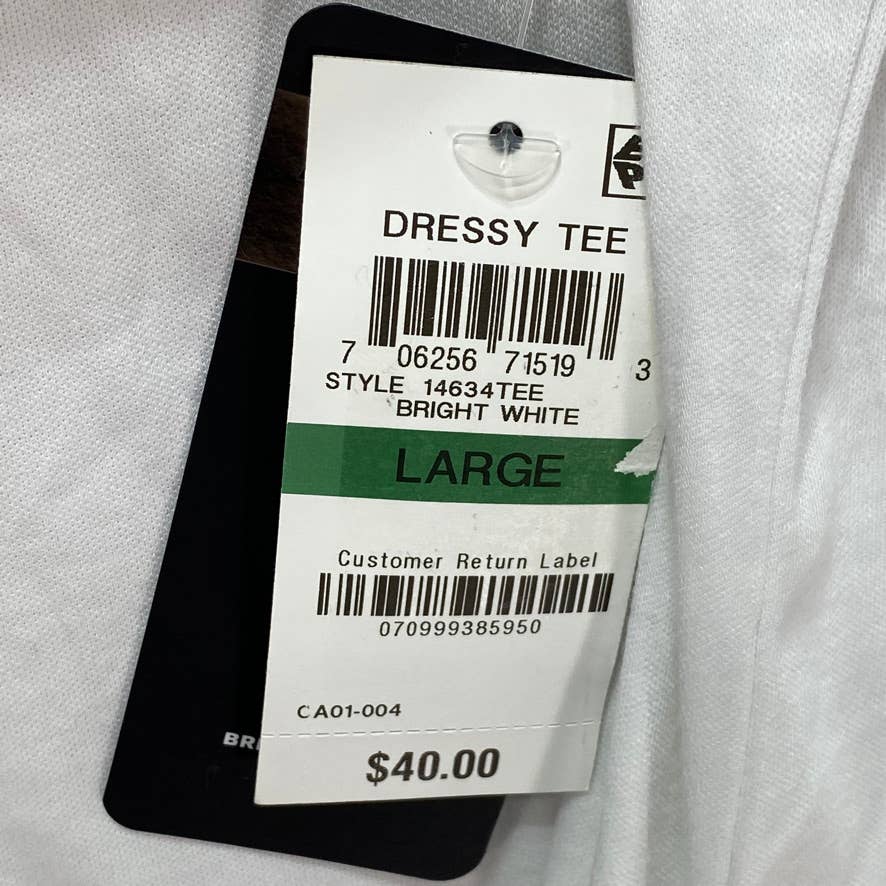 DRESSY TEE
7 06256 71519 3
STYLE 14634TEE
BRIGHT WHITE
LARGE
Customer Return Label
070999385950
CA01-004
$40.00